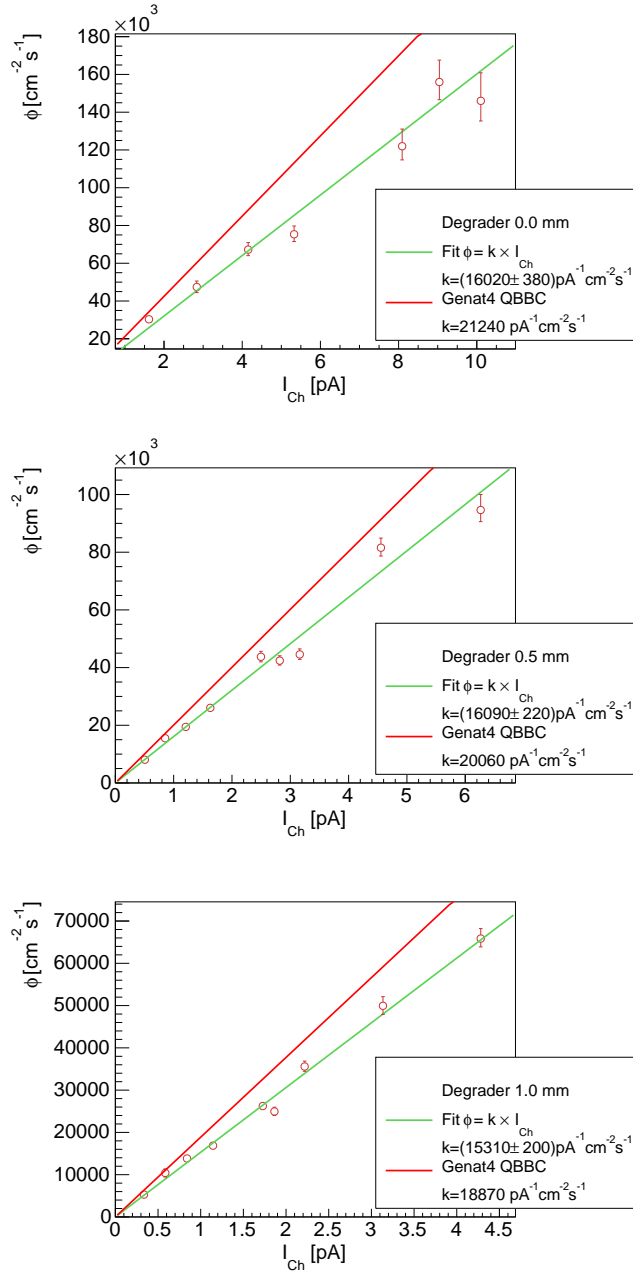 ×10³
180
160
140
120
100
80
60
40
20
ϕ [cm⁻² s⁻¹]
2 4 6 8 10
I_Ch [pA]
Degrader 0.0 mm
Fit ϕ= k × I_Ch
k=(16020± 380)pA⁻¹cm⁻²s⁻¹
Genat4 QBBC
k=21240 pA⁻¹cm⁻²s⁻¹
×10³
100
80
60
40
20
0
ϕ [cm⁻² s⁻¹]
0 1 2 3 4 5 6
I_Ch [pA]
Degrader 0.5 mm
Fit ϕ= k × I_Ch
k=(16090± 220)pA⁻¹cm⁻²s⁻¹
Genat4 QBBC
k=20060 pA⁻¹cm⁻²s⁻¹
70000
60000
50000
40000
30000
20000
10000
0
ϕ [cm⁻² s⁻¹]
0 0.5 1 1.5 2 2.5 3 3.5 4 4.5
I_Ch [pA]
Degrader 1.0 mm
Fit ϕ= k × I_Ch
k=(15310± 200)pA⁻¹cm⁻²s⁻¹
Genat4 QBBC
k=18870 pA⁻¹cm⁻²s⁻¹